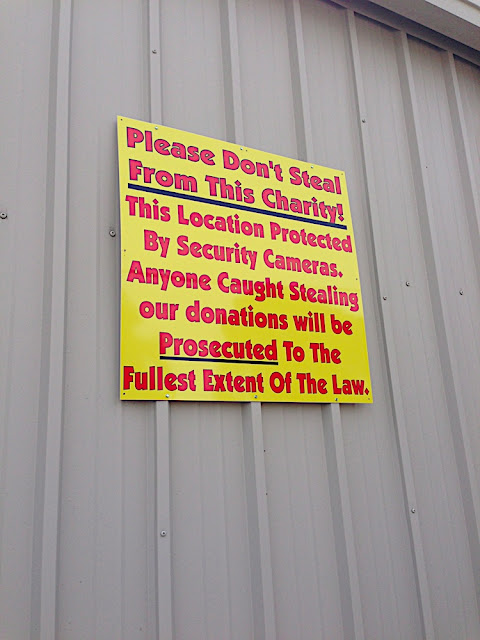 Please Don't Steal
From This Charity!
This Location Protected
By Security Cameras.
Anyone Caught Stealing
our donations will be
Prosecuted To The
Fullest Extent Of The Law.